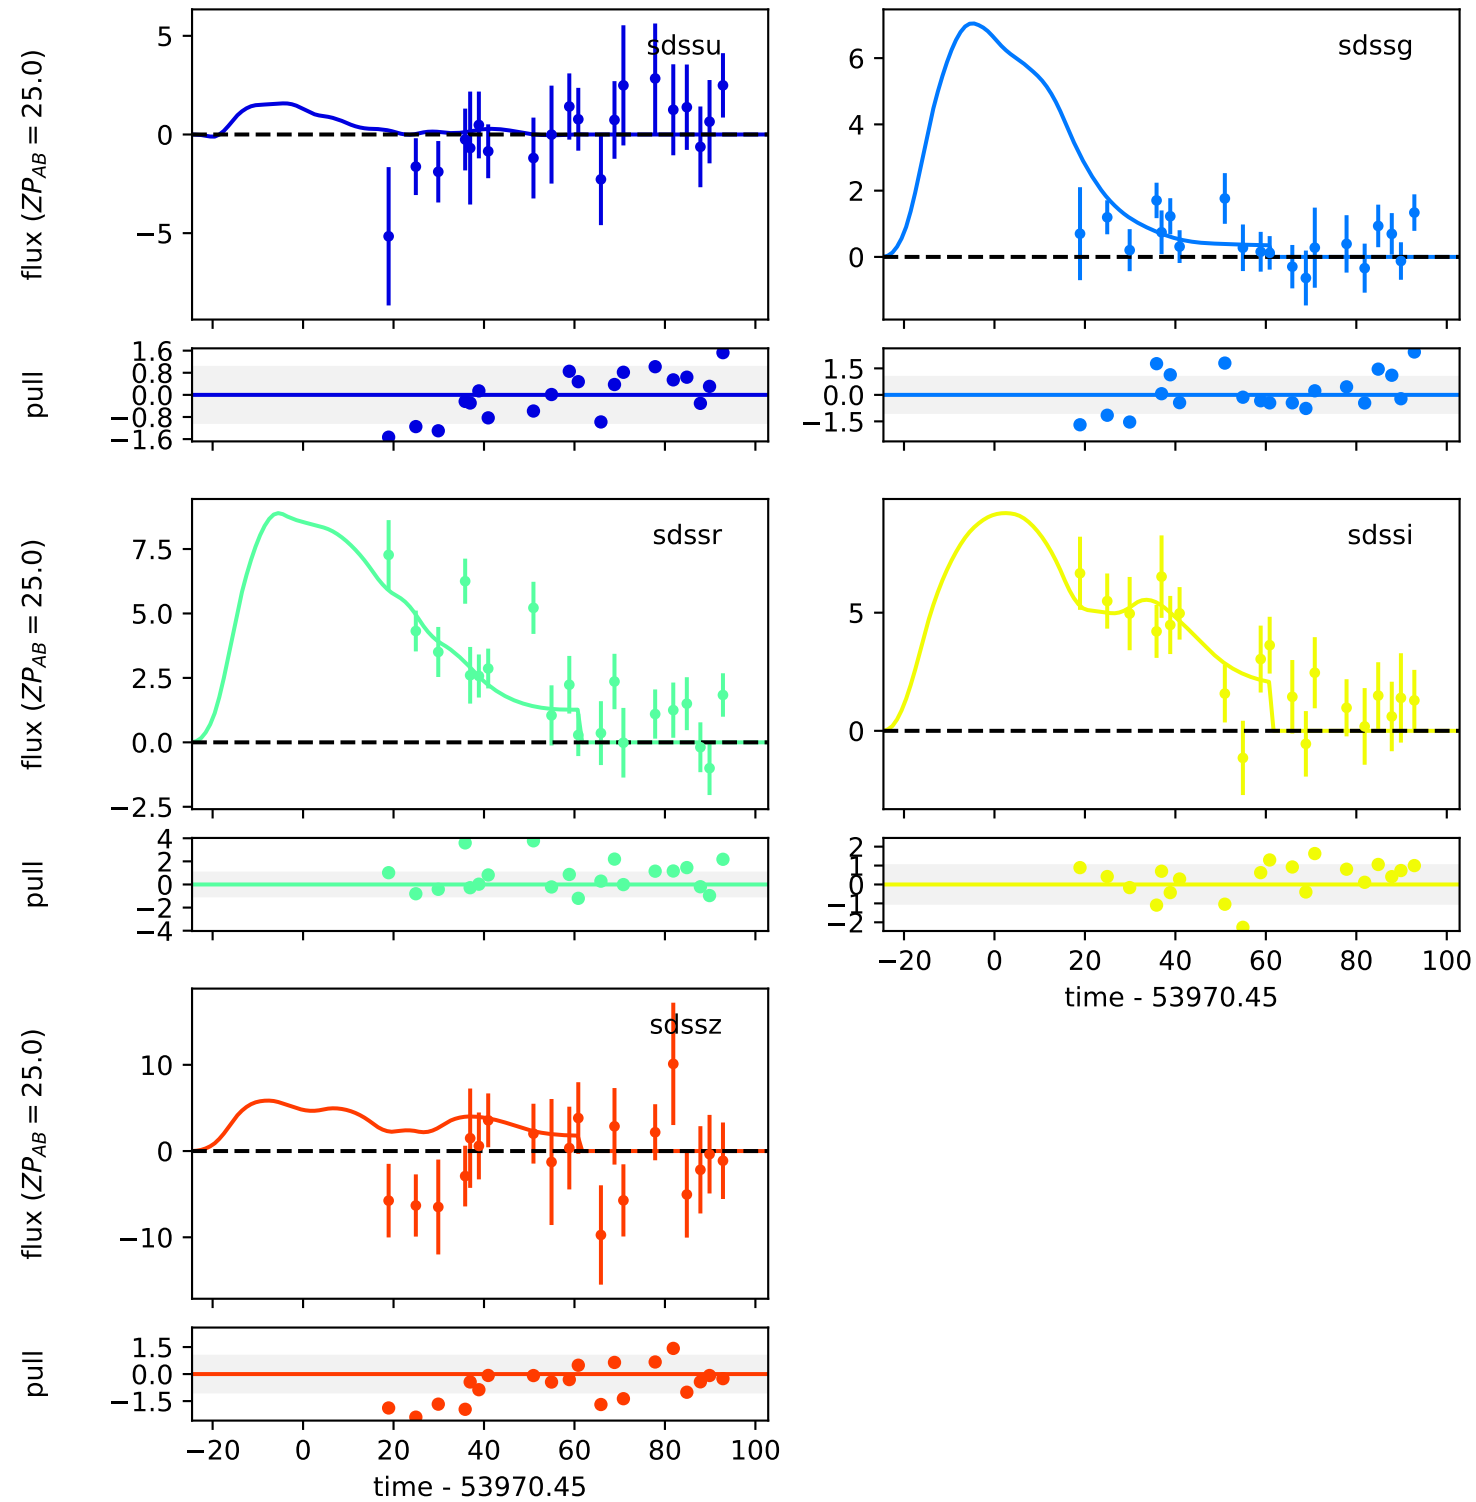 5
0
−5
flux (ZP_AB = 25.0)
sdssu
1.6
0.8
0.0
−0.8
−1.6
pull
6
4
2
0
sdssg
1.5
0.0
−1.5
7.5
5.0
2.5
0.0
−2.5
flux (ZP_AB = 25.0)
sdssr
4
2
0
−2
−4
pull
5
0
sdssi
2
1
0
−1
−2
−20 0 20 40 60 80 100
time - 53970.45
10
0
−10
flux (ZP_AB = 25.0)
sdssz
1.5
0.0
−1.5
pull
−20 0 20 40 60 80 100
time - 53970.45